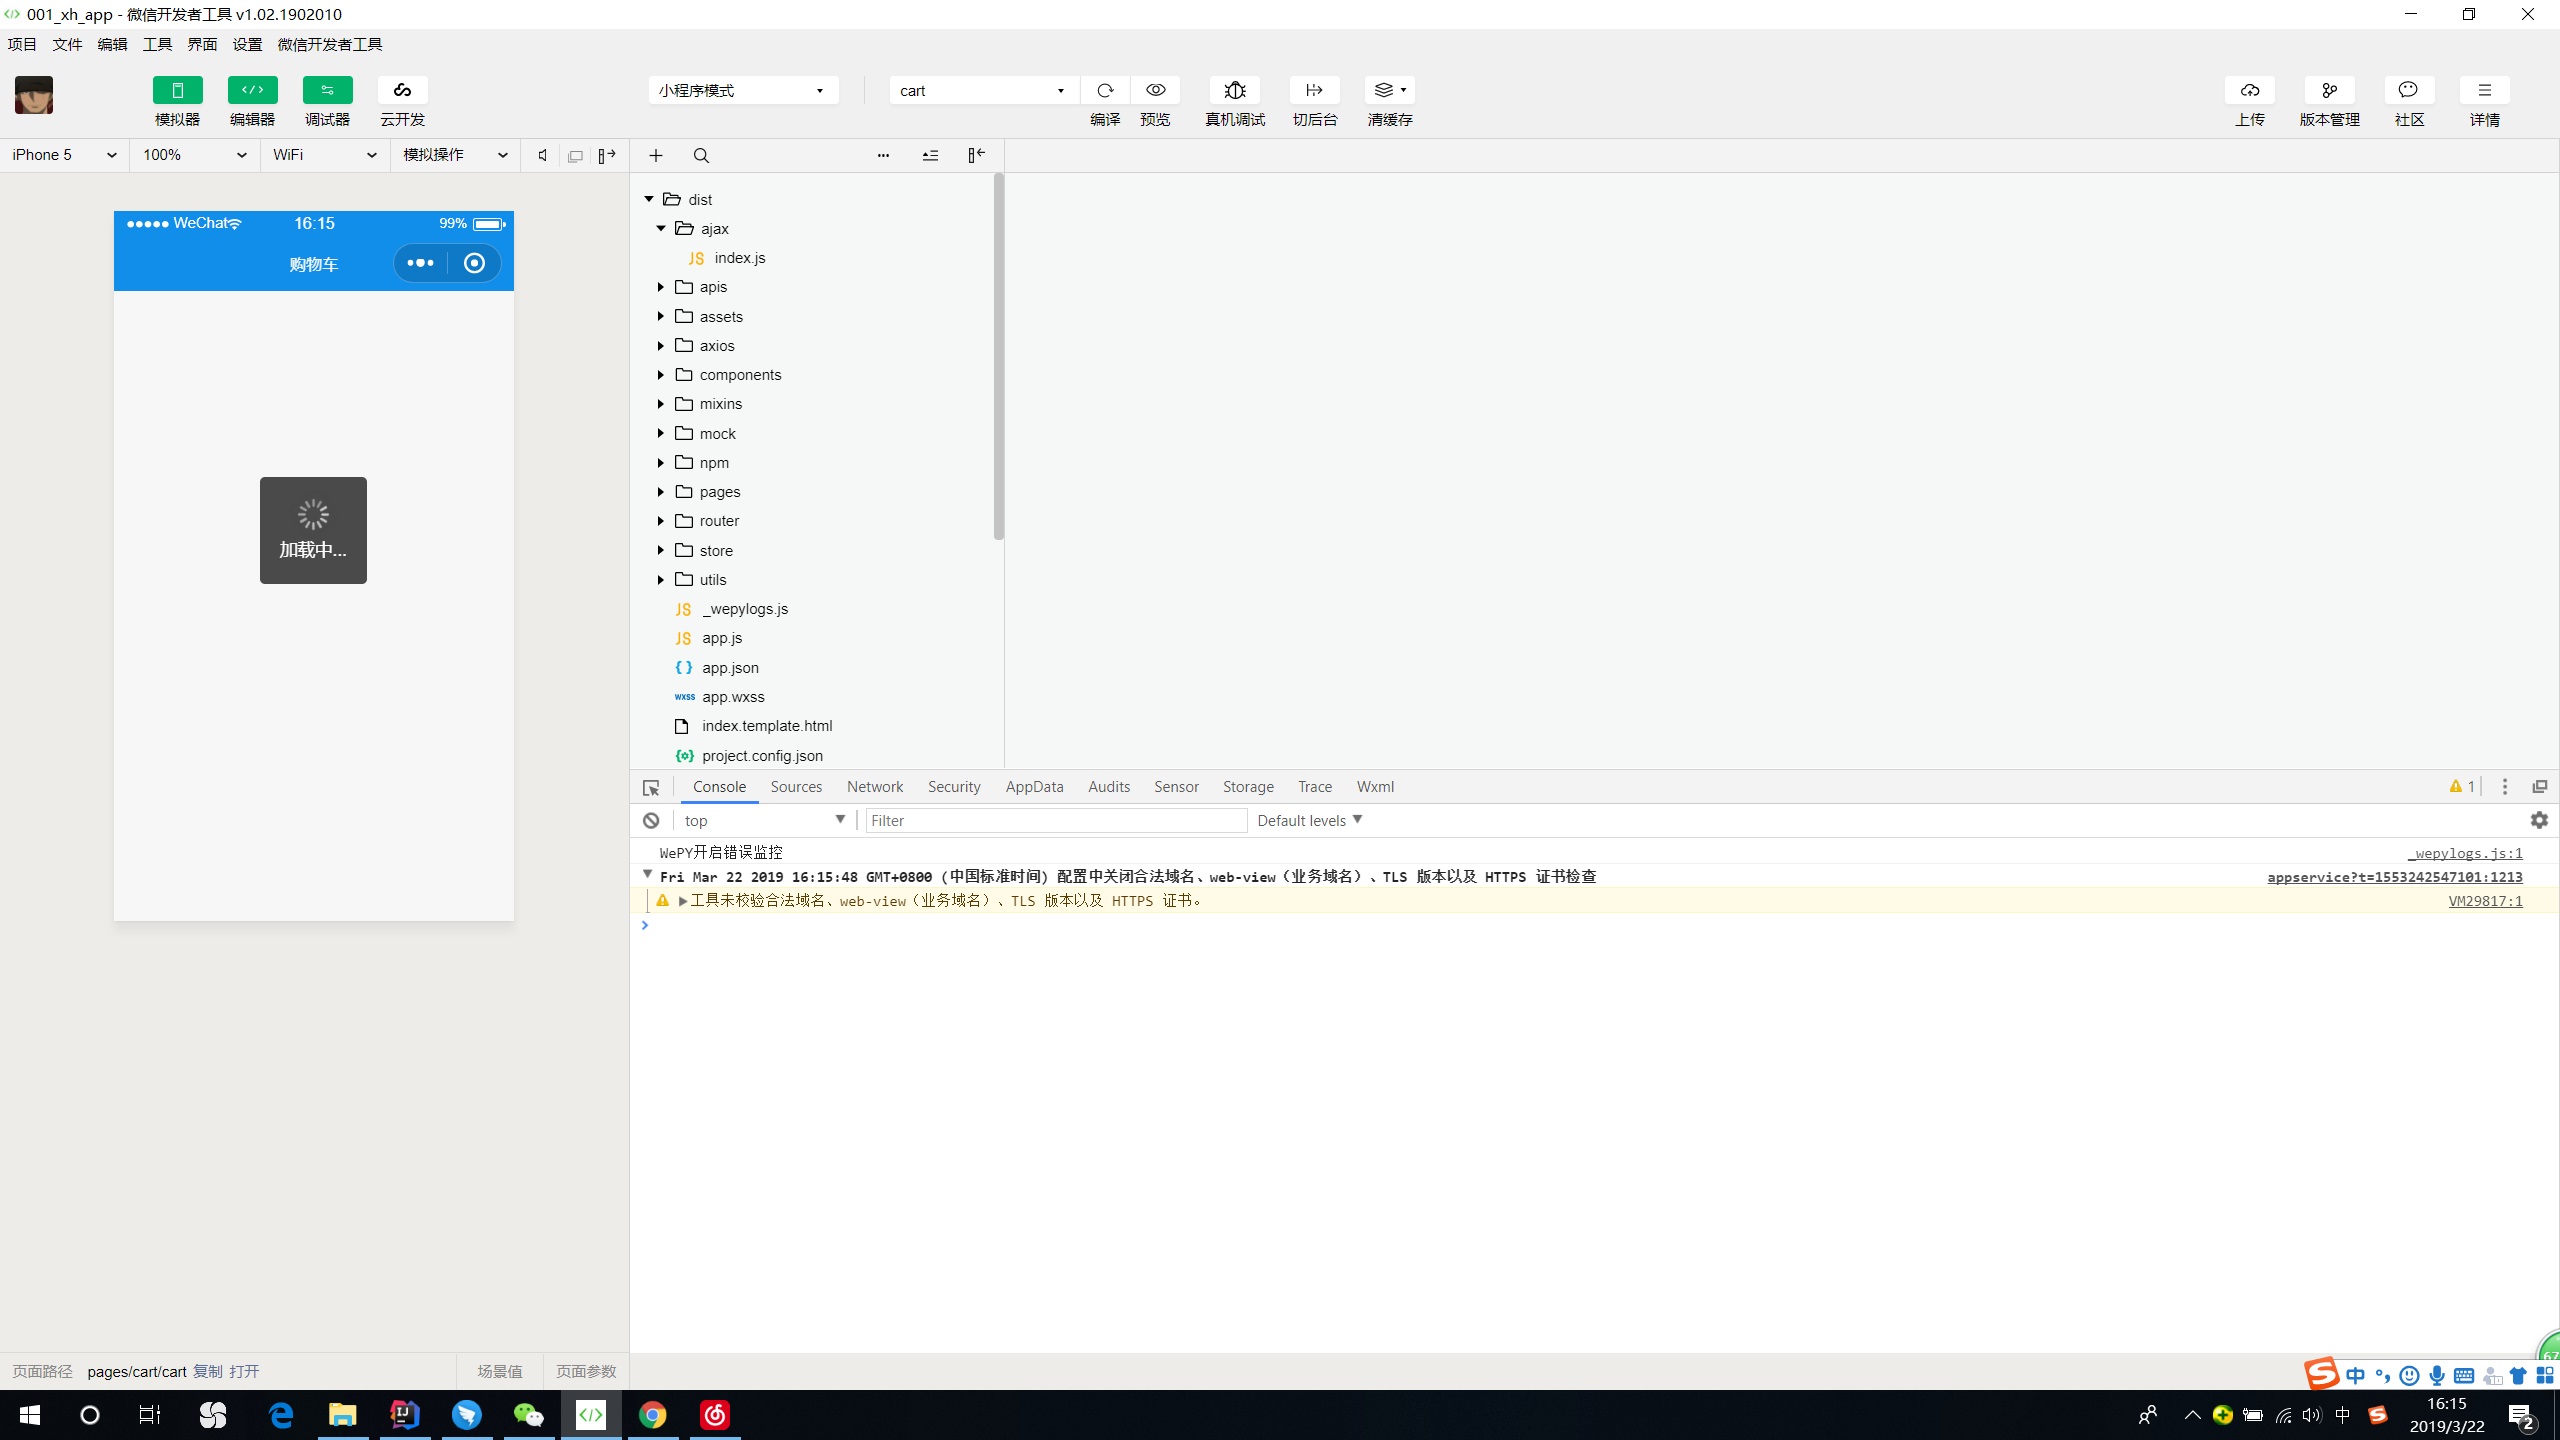 001_xh_app - 微信开发者工具 v1.02.1902010
项目 文件 编辑 工具 界面 设置 微信开发者工具
小程序模式
cart
模拟器 编辑器 调试器 云开发
编译 预览 真机调试 切后台 清缓存
上传 版本管理 社区 详情
iPhone 5 100% WiFi 模拟操作
WeChat 16:15 99%
购物车
加载中...
dist
ajax
JS index.js
apis
assets
axios
components
mixins
mock
npm
pages
router
store
utils
JS _wepylogs.js
JS app.js
{ } app.json
wxss app.wxss
index.template.html
project.config.json
Console Sources Network Security AppData Audits Sensor Storage Trace Wxml
1
top Filter Default levels
WePY开启错误监控 _wepylogs.js:1
Fri Mar 22 2019 16:15:48 GMT+0800 (中国标准时间) 配置中关闭合法域名、web-view（业务域名）、TLS 版本以及 HTTPS 证书检查 appservice?t=1553242547101:1213
工具未校验合法域名、web-view（业务域名）、TLS 版本以及 HTTPS 证书。 VM29817:1
页面路径 pages/cart/cart 复制 打开 场景值 页面参数
67
S 中
中 S
16:15
2019/3/22
2